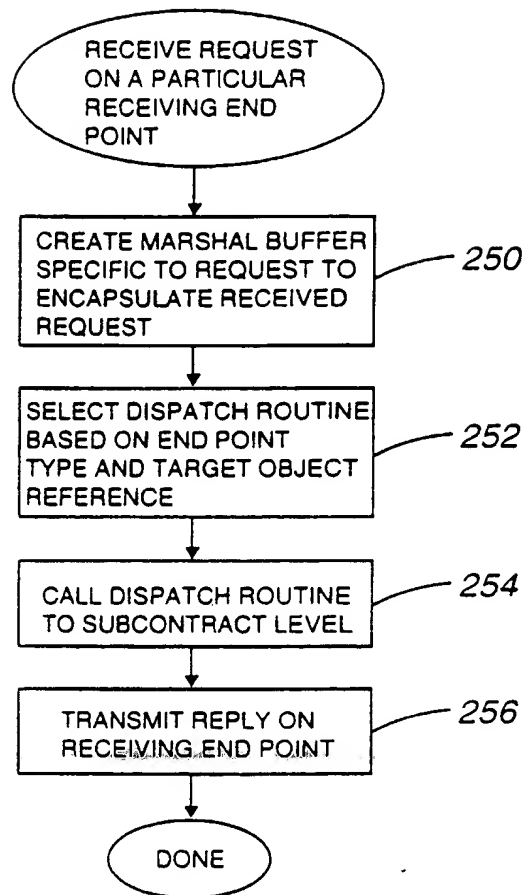 RECEIVE REQUEST
ON A PARTICULAR
RECEIVING END
POINT
CREATE MARSHAL BUFFER
SPECIFIC TO REQUEST TO
ENCAPSULATE RECEIVED
REQUEST
250
SELECT DISPATCH ROUTINE
BASED ON END POINT
TYPE AND TARGET OBJECT
REFERENCE
252
CALL DISPATCH ROUTINE
TO SUBCONTRACT LEVEL
254
TRANSMIT REPLY ON
RECEIVING END POINT
256
DONE